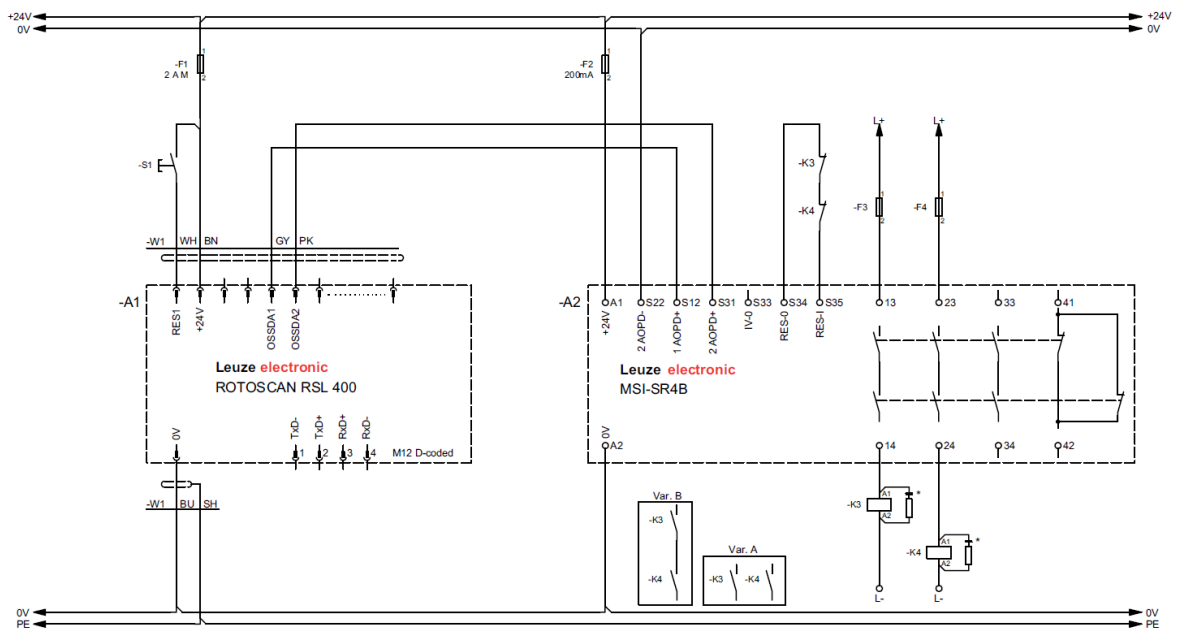 +24V +24V
0V 0V
-F1 1
2 A M 2
-F2 1
200mA 2
L+ L+
-S1
-K3
-K4
-F3 1
2
-F4 1
2
-W1 WH BN GY PK
-A1
RES1
+24V
OSSDA1
OSSDA2
Leuze electronic
ROTOSCAN RSL 400
0V
TxD-
TxD+
RxD+
RxD-
1 2 3 4 M12 D-coded
-W1 BU SH
-A2
A1 S22 S12 S31 S33 S34 S35 13 23 33 41
+24V
2 AOPD-
1 AOPD+
2 AOPD+
IV-0
RES-0
RES-I
Leuze electronic
MSI-SR4B
0V
A2 14 24 34 42
Var. B
-K3
-K4
Var. A
-K3 -K4
-K3 A1 *
A2
-K4 A1 *
A2
L- L-
0V 0V
PE PE